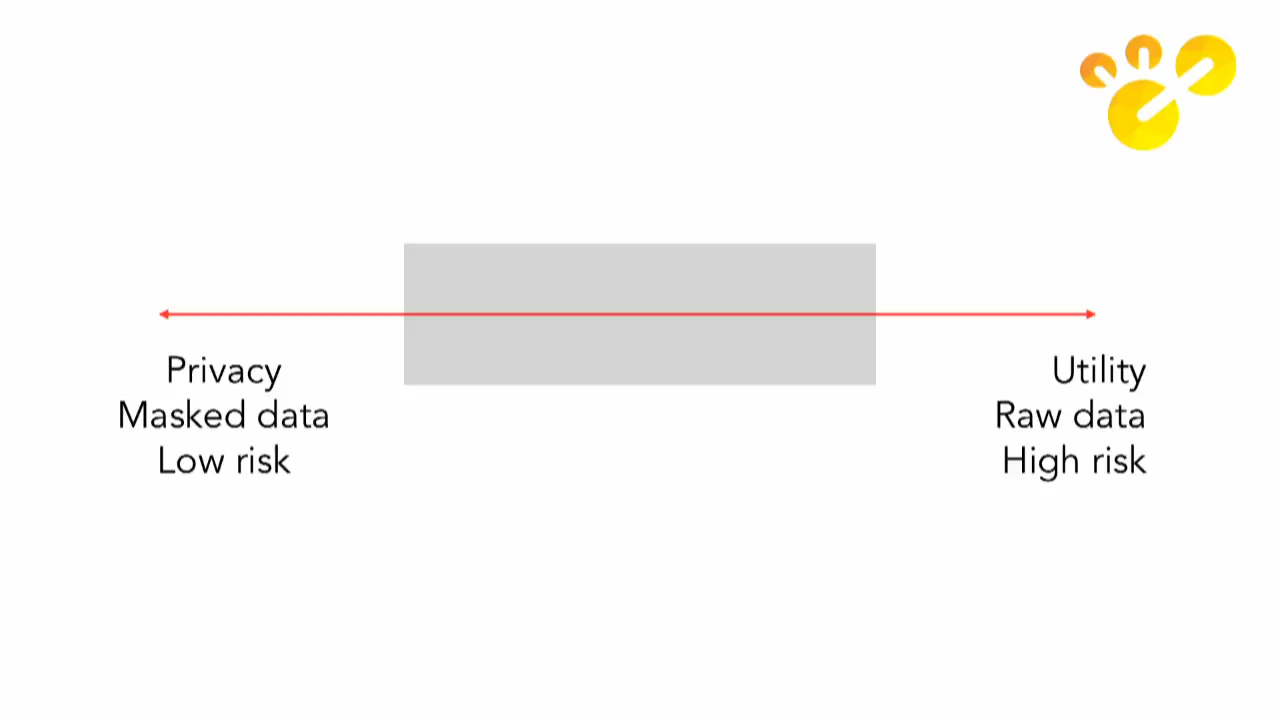 Privacy
Masked data
Low risk
Utility
Raw data
High risk